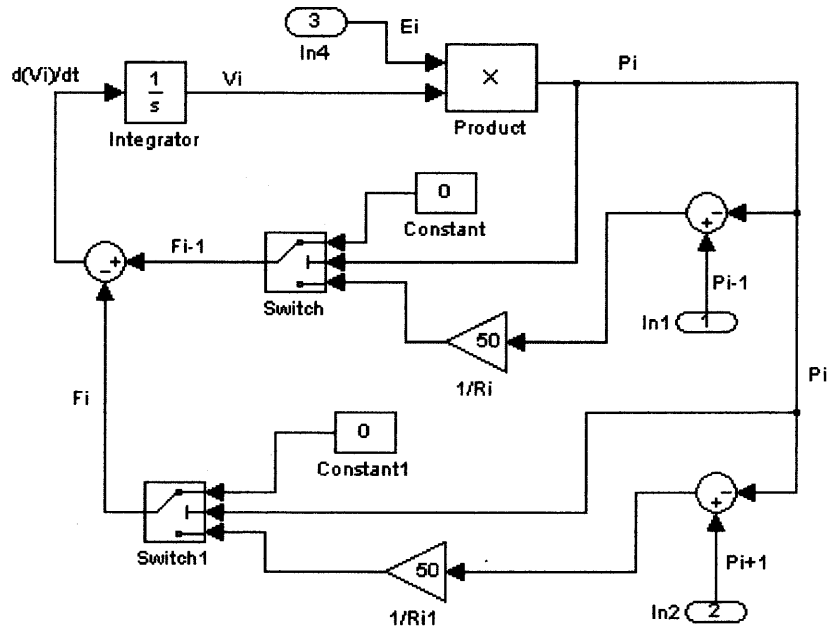 3
Ei
In4
d(Vi)/dt
1
s
Vi
×
Pi
Integrator
Product
0
Constant
Fi-1
Switch
Pi-1
In1
1
50
1/Ri
Pi
Fi
0
Constant1
Switch1
50
1/Ri1
Pi+1
In2
2